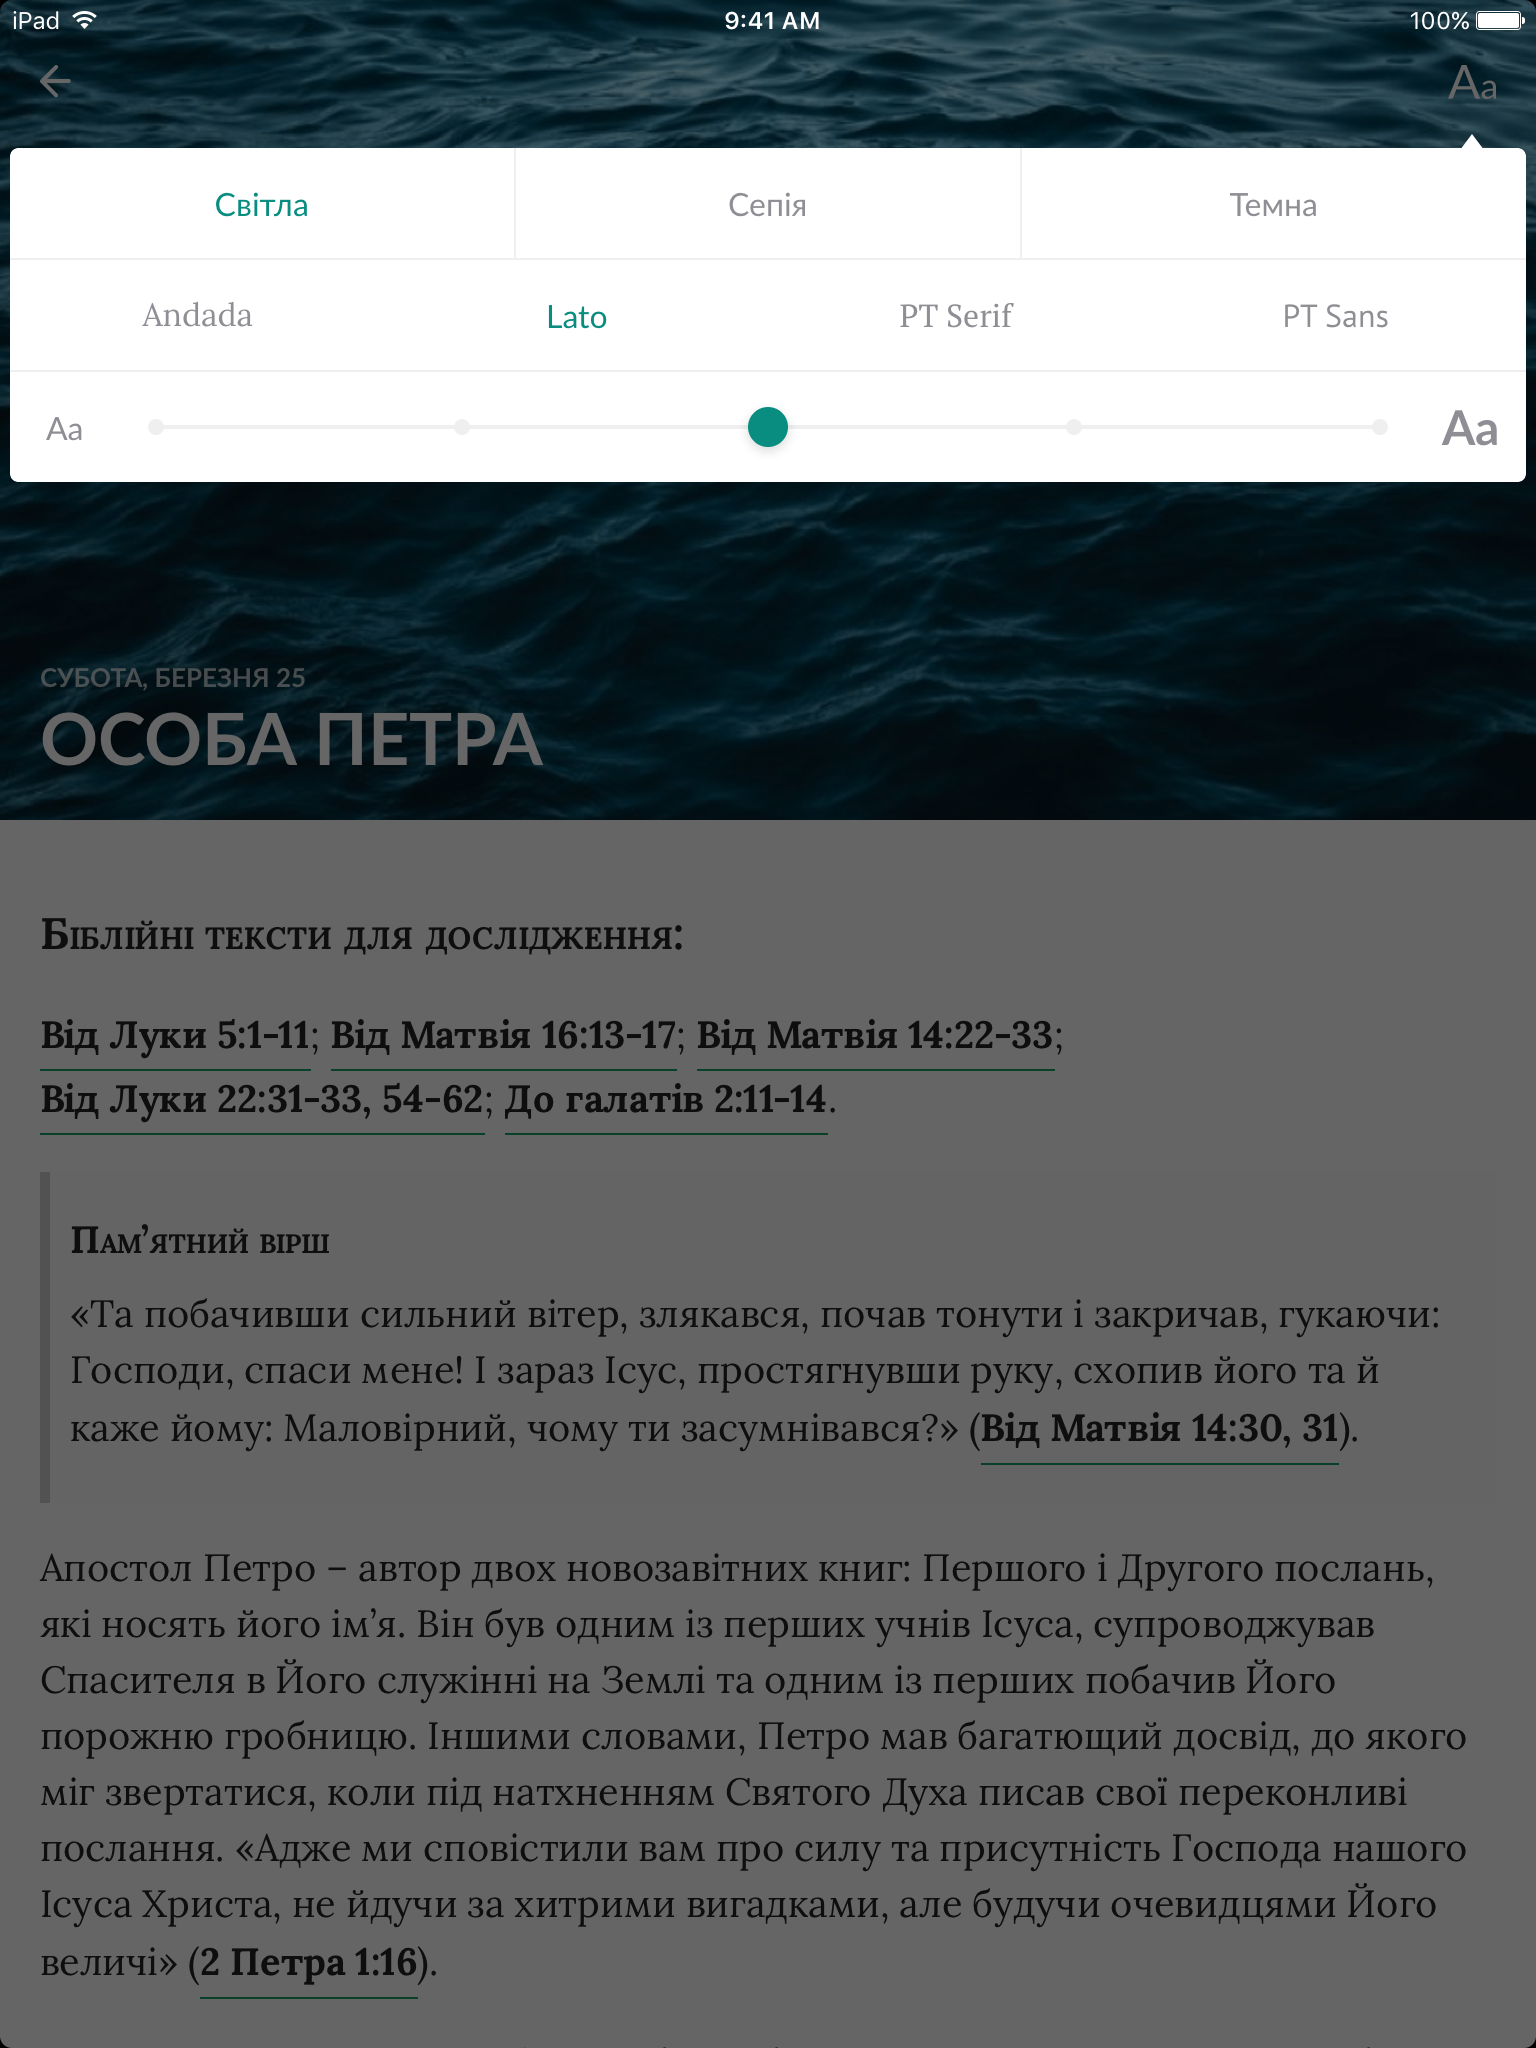 iPad 9:41 AM 100%
Aa
Світла Сепія Темна
Andada Lato PT Serif PT Sans
Aa Aa
СУБОТА, БЕРЕЗНЯ 25
ОСОБА ПЕТРА
Біблійні тексти для дослідження:
Від Луки 5:1-11; Від Матвія 16:13-17; Від Матвія 14:22-33;
Від Луки 22:31-33, 54-62; До галатів 2:11-14.
Пам’ятний вірш
«Та побачивши сильний вітер, злякався, почав тонути і закричав, гукаючи:
Господи, спаси мене! І зараз Ісус, простягнувши руку, схопив його та й
каже йому: Маловірний, чому ти засумнівався?» (Від Матвія 14:30, 31).
Апостол Петро – автор двох новозавітних книг: Першого і Другого послань,
які носять його ім’я. Він був одним із перших учнів Ісуса, супроводжував
Спасителя в Його служінні на Землі та одним із перших побачив Його
порожню гробницю. Іншими словами, Петро мав багатющий досвід, до якого
міг звертатися, коли під натхненням Святого Духа писав свої переконливі
послання. «Адже ми сповістили вам про силу та присутність Господа нашого
Ісуса Христа, не йдучи за хитрими вигадками, але будучи очевидцями Його
величі» (2 Петра 1:16).